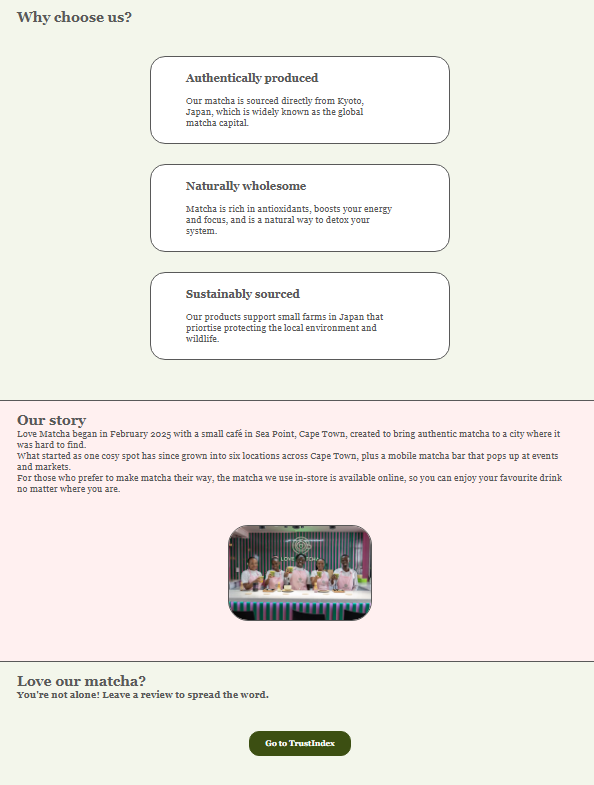 Why choose us?
Authentically produced
Our matcha is sourced directly from Kyoto,
Japan, which is widely known as the global
matcha capital.
Naturally wholesome
Matcha is rich in antioxidants, boosts your energy
and focus, and is a natural way to detox your
system.
Sustainably sourced
Our products support small farms in Japan that
priortise protecting the local environment and
wildlife.
Our story
Love Matcha began in February 2025 with a small café in Sea Point, Cape Town, created to bring authentic matcha to a city where it
was hard to find.
What started as one cosy spot has since grown into six locations across Cape Town, plus a mobile matcha bar that pops up at events
and markets.
For those who prefer to make matcha their way, the matcha we use in-store is available online, so you can enjoy your favourite drink
no matter where you are.
LOVE
Love our matcha?
You're not alone! Leave a review to spread the word.
Go to TrustIndex